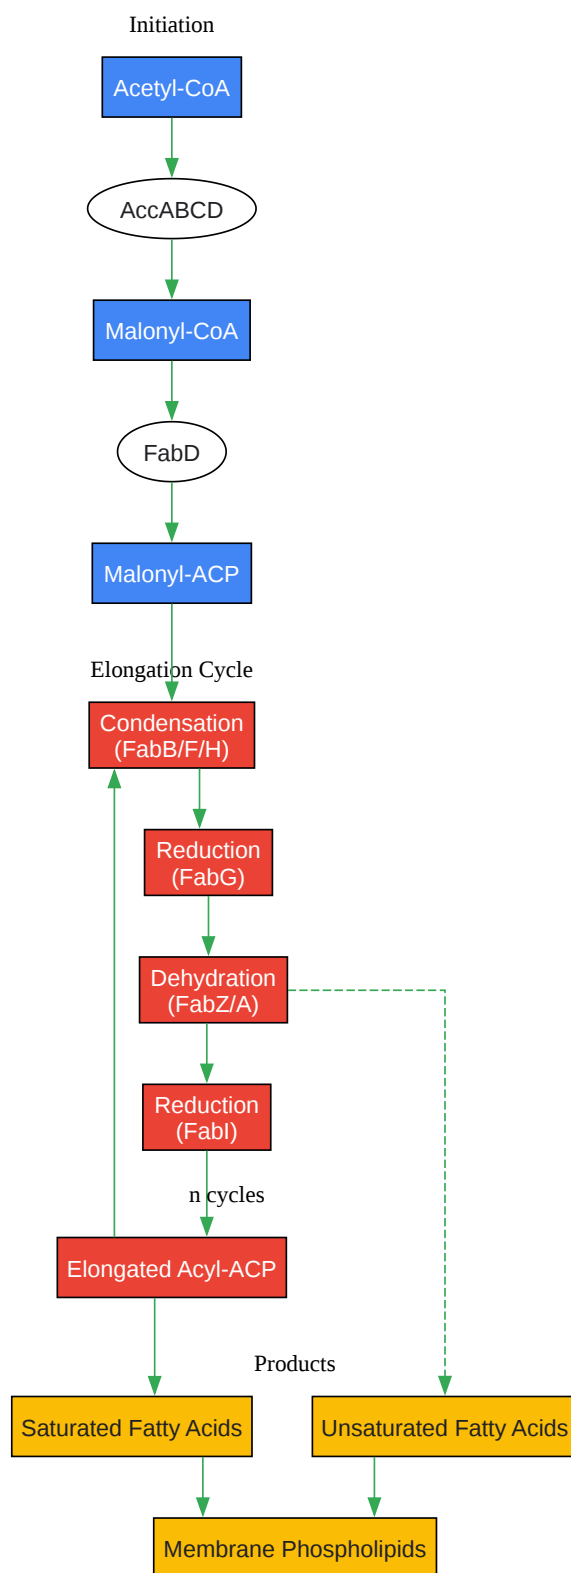 Initiation
Acetyl-CoA
AccABCD
Malonyl-CoA
FabD
Malonyl-ACP
Elongation Cycle
Condensation
(FabB/F/H)
Reduction
(FabG)
Dehydration
(FabZ/A)
Reduction
(FabI)
n cycles
Elongated Acyl-ACP
Products
Saturated Fatty Acids
Unsaturated Fatty Acids
Membrane Phospholipids